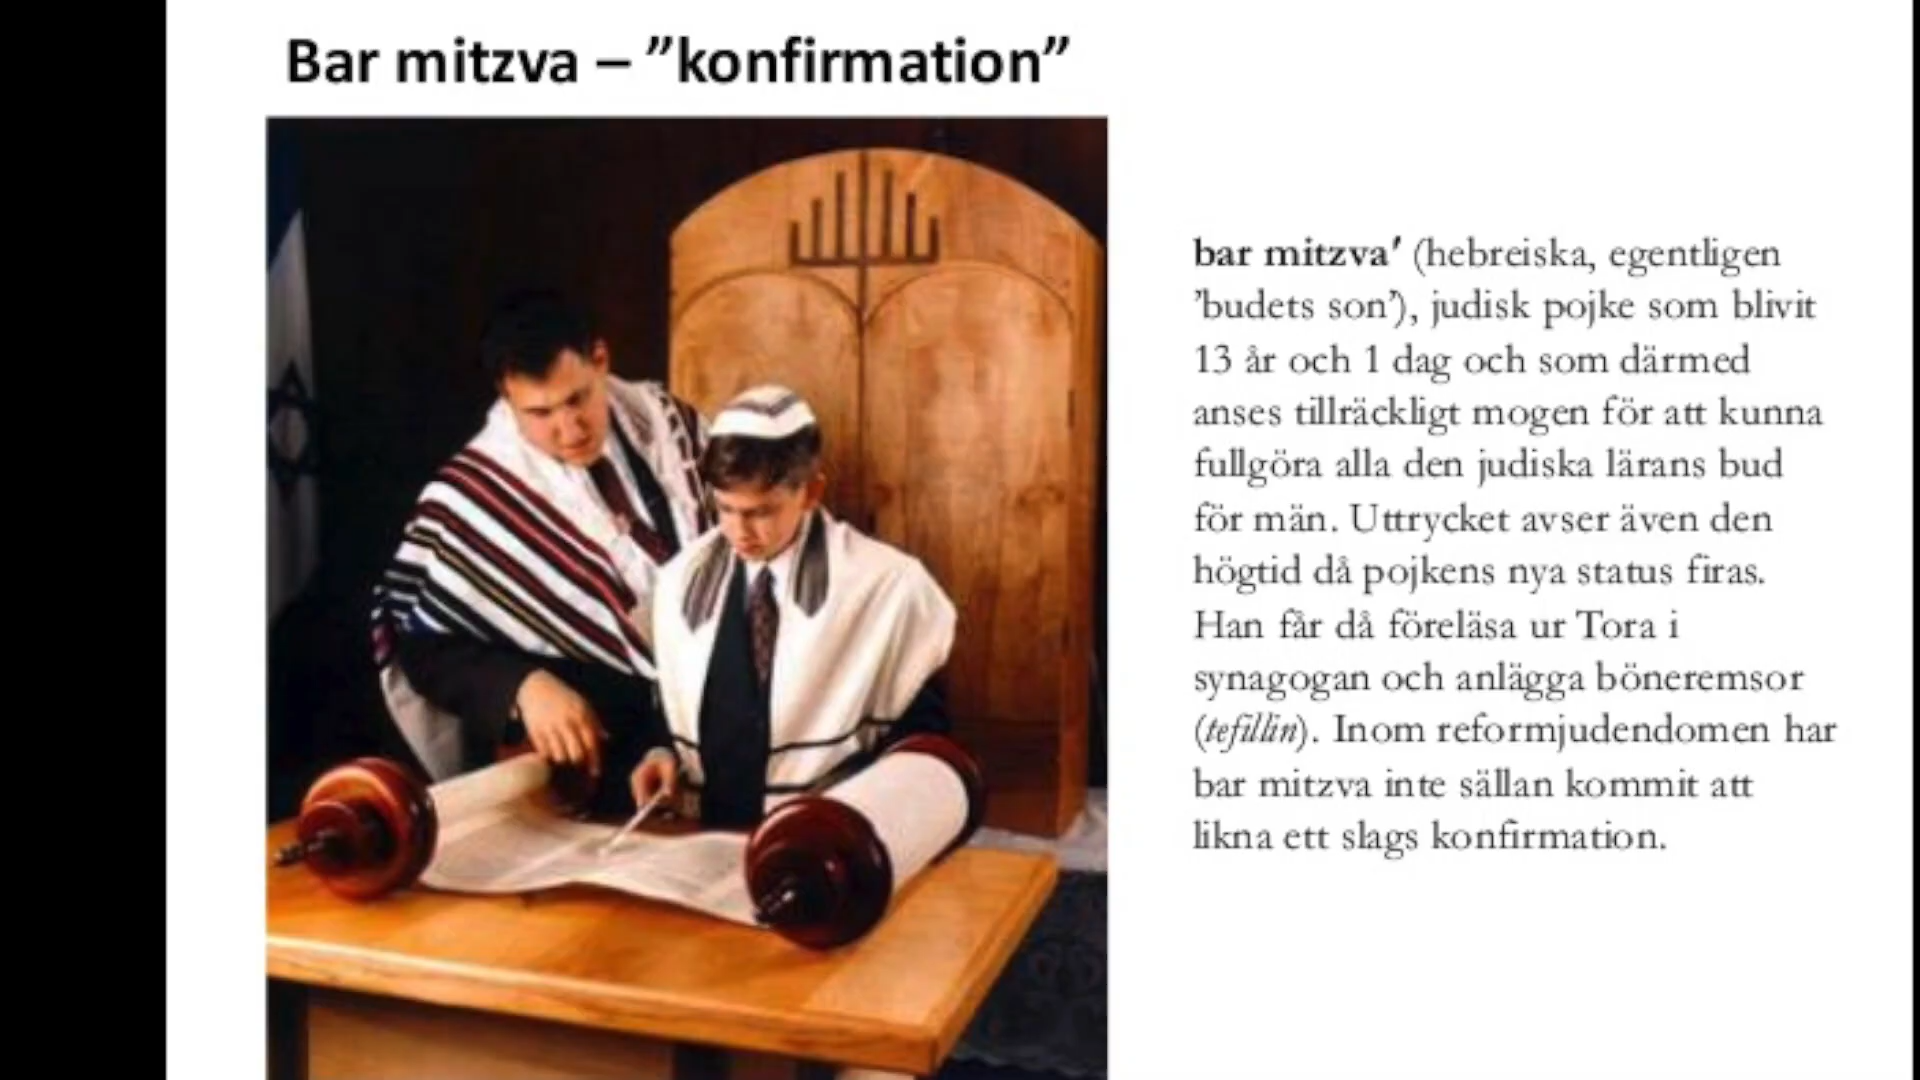 Bar mitzva – ”konfirmation”
bar mitzva′ (hebreiska, egentligen
’budets son’), judisk pojke som blivit
13 år och 1 dag och som därmed
anses tillräckligt mogen för att kunna
fullgöra alla den judiska lärans bud
för män. Uttrycket avser även den
högtid då pojkens nya status firas.
Han får då föreläsa ur Tora i
synagogan och anlägga böneremsor
(tefillin). Inom reformjudendomen har
bar mitzva inte sällan kommit att
likna ett slags konfirmation.